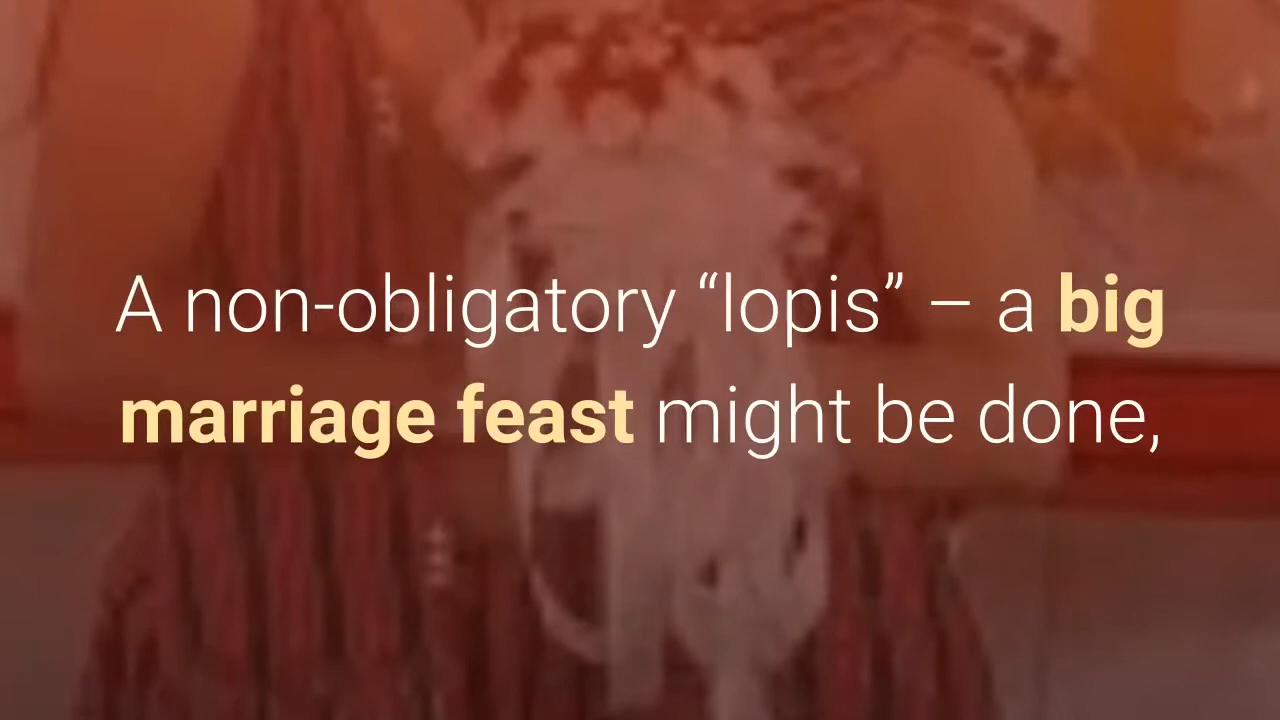 A non-obligatory “lopis” – a big
marriage feast might be done,